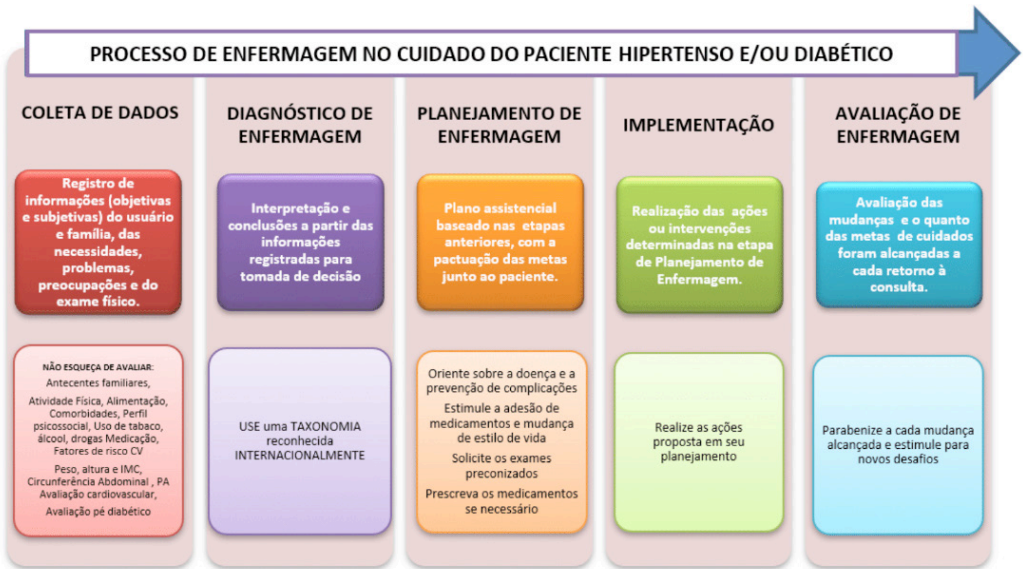 PROCESSO DE ENFERMAGEM NO CUIDADO DO PACIENTE HIPERTENSO E/OU DIABÉTICO
COLETA DE DADOS
Registro de
informações (objetivas
e subjetivas) do usuário
e família, das
necessidades,
problemas,
preocupações e do
exame físico.
NÃO ESQUEÇA DE AVALIAR:
Antecentes familiares,
Atividade Física, Alimentação,
Comorbidades, Perfil
psicossocial, Uso de tabaco,
álcool, drogas Medicação,
Fatores de risco CV
Peso, altura e IMC,
Circunferência Abdominal , PA
Avaliação cardiovascular,
Avaliação pé diabético
DIAGNÓSTICO DE
ENFERMAGEM
Interpretação e
conclusões a partir das
informações
registradas para
tomada de decisão
USE uma TAXONOMIA
reconhecida
INTERNACIONALMENTE
PLANEJAMENTO DE
ENFERMAGEM
Plano assistencial
baseado nas etapas
anteriores, com a
pactuação das metas
junto ao paciente.
Oriente sobre a doença e a
prevenção de complicações
Estimule a adesão de
medicamentos e mudança
de estilo de vida
Solicite os exames
preconizados
Prescreva os medicamentos
se necessário
IMPLEMENTAÇÃO
Realização das ações
ou intervenções
determinadas na etapa
de Planejamento de
Enfermagem.
Realize as ações
proposta em seu
planejamento
AVALIAÇÃO DE
ENFERMAGEM
Avaliação das
mudanças e o quanto
das metas de cuidados
foram alcançadas a
cada retorno à
consulta.
Parabenize a cada mudança
alcançada e estimule para
novos desafios